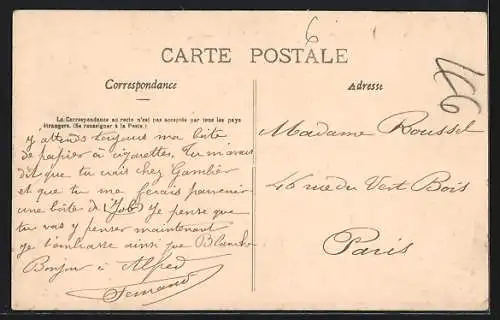 6
CARTE POSTALE
Correspondance
Adresse
La Correspondance au recto n'est pas acceptée par tous les pays
étrangers. (Se renseigner à la Poste.)
j'attends toujours ma boîte
de papier à cigarettes, Tu m'avais
dit que tu irais chez Gambier
et que tu me ferais parvenir
une boîte de (Job) je pense que
tu vas y penser maintenant
je t'embrasse ainsi que Blanche
Bonjour à Alfred
Fernand
Madame Roussel
46 rue du Vert Bois
Paris